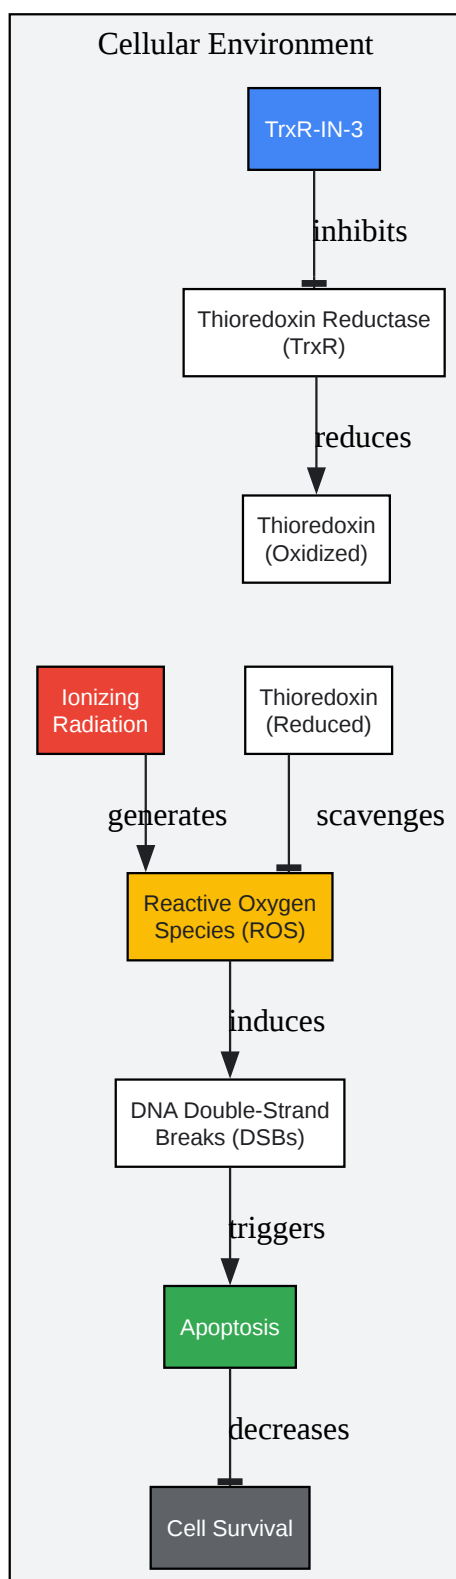 Cellular Environment
TrxR-IN-3
inhibits
Thioredoxin Reductase
(TrxR)
reduces
Thioredoxin
(Oxidized)
Ionizing
Radiation
Thioredoxin
(Reduced)
generates
scavenges
Reactive Oxygen
Species (ROS)
induces
DNA Double-Strand
Breaks (DSBs)
triggers
Apoptosis
decreases
Cell Survival